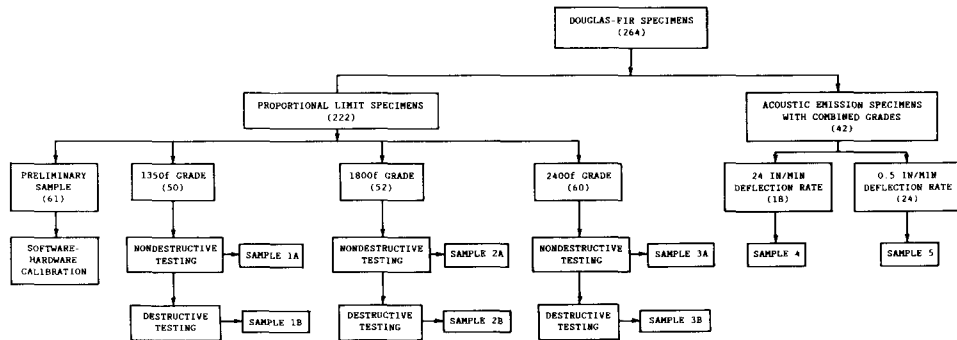 DOUGLAS-FIR SPECIMENS
(264)
PROPORTIONAL LIMIT SPECIMENS
(222)
ACOUSTIC EMISSION SPECIMENS
WITH COMBINED GRADES
(42)
PRELIMINARY
SAMPLE
(61)
1350f GRADE
(50)
1800f GRADE
(52)
2400f GRADE
(60)
24 IN/MIN
DEFLECTION RATE
(18)
0.5 IN/MIN
DEFLECTION RATE
(24)
SOFTWARE-
HARDWARE
CALIBRATION
NONDESTRUCTIVE
TESTING
SAMPLE 1A
NONDESTRUCTIVE
TESTING
SAMPLE 2A
NONDESTRUCTIVE
TESTING
SAMPLE 3A
SAMPLE 4
SAMPLE 5
DESTRUCTIVE
TESTING
SAMPLE 1B
DESTRUCTIVE
TESTING
SAMPLE 2B
DESTRUCTIVE
TESTING
SAMPLE 3B